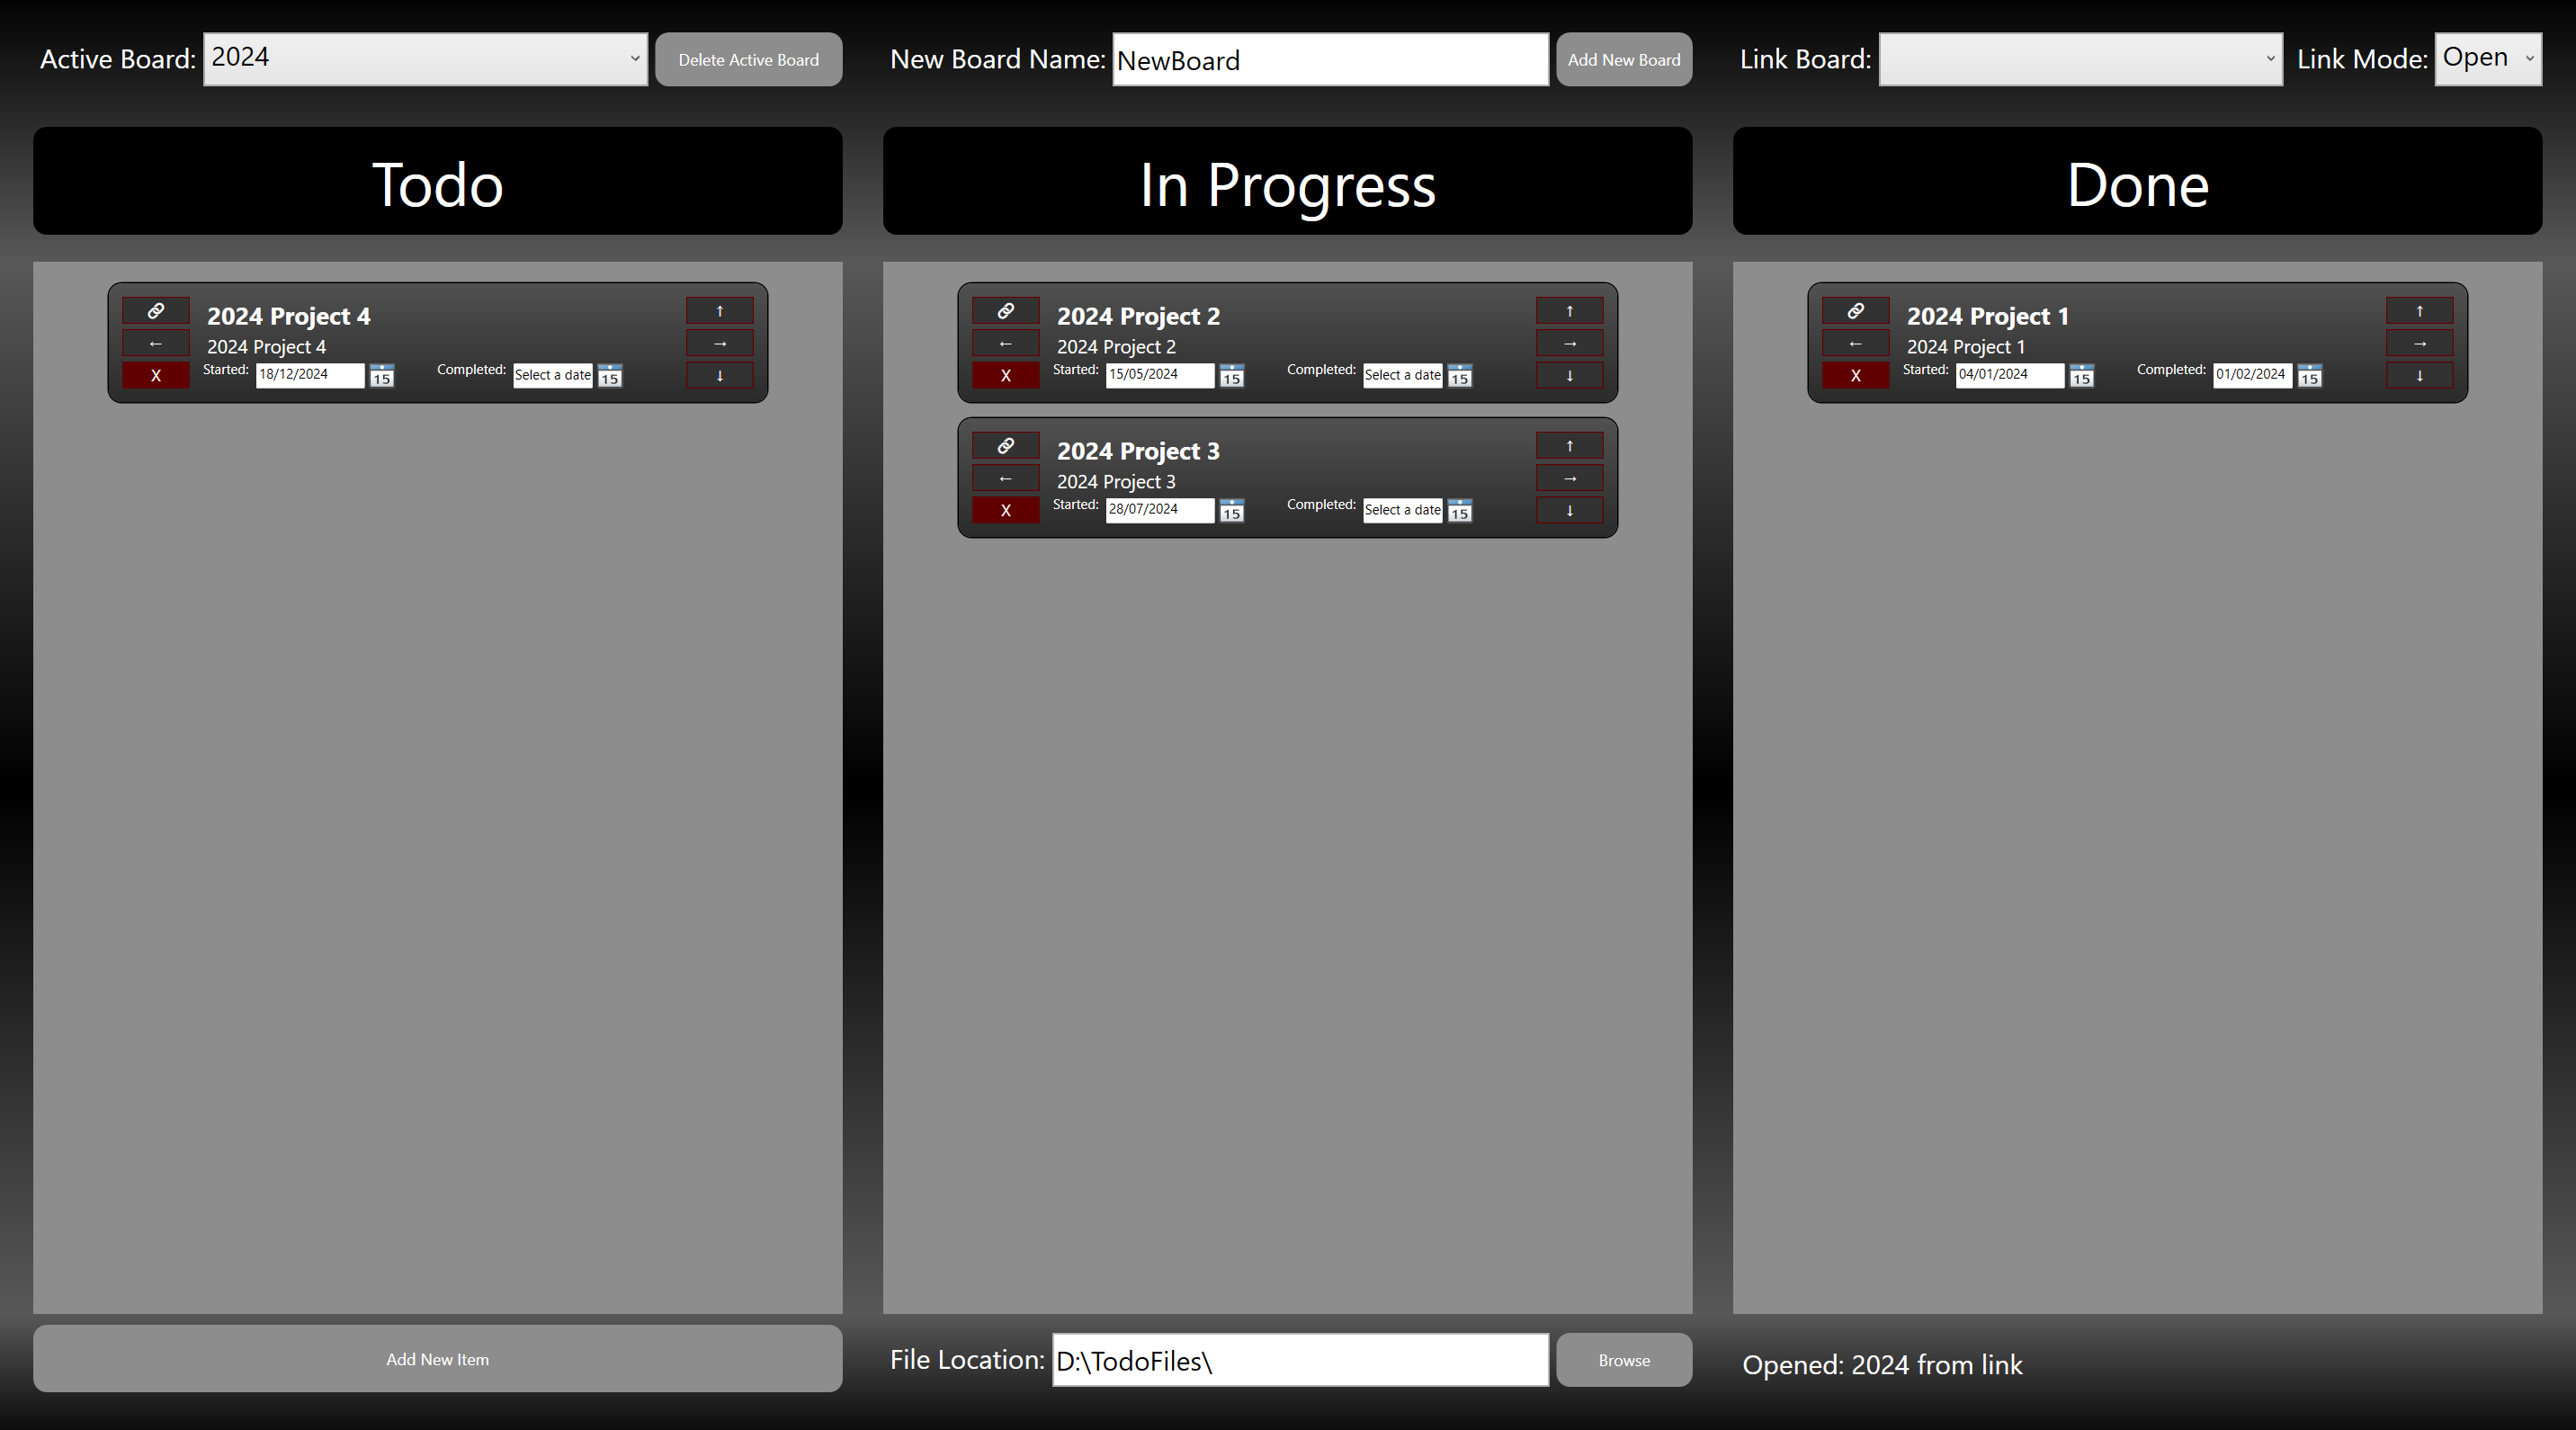 Active Board: 2024 Delete Active Board
New Board Name: NewBoard Add New Board
Link Board: Link Mode: Open
Todo
🔗 2024 Project 4 ↑
← 2024 Project 4 →
X Started: 18/12/2024 15 Completed: Select a date 15 ↓
Add New Item
In Progress
🔗 2024 Project 2 ↑
← 2024 Project 2 →
X Started: 15/05/2024 15 Completed: Select a date 15 ↓
🔗 2024 Project 3 ↑
← 2024 Project 3 →
X Started: 28/07/2024 15 Completed: Select a date 15 ↓
File Location: D:\TodoFiles\ Browse
Done
🔗 2024 Project 1 ↑
← 2024 Project 1 →
X Started: 04/01/2024 15 Completed: 01/02/2024 15 ↓
Opened: 2024 from link